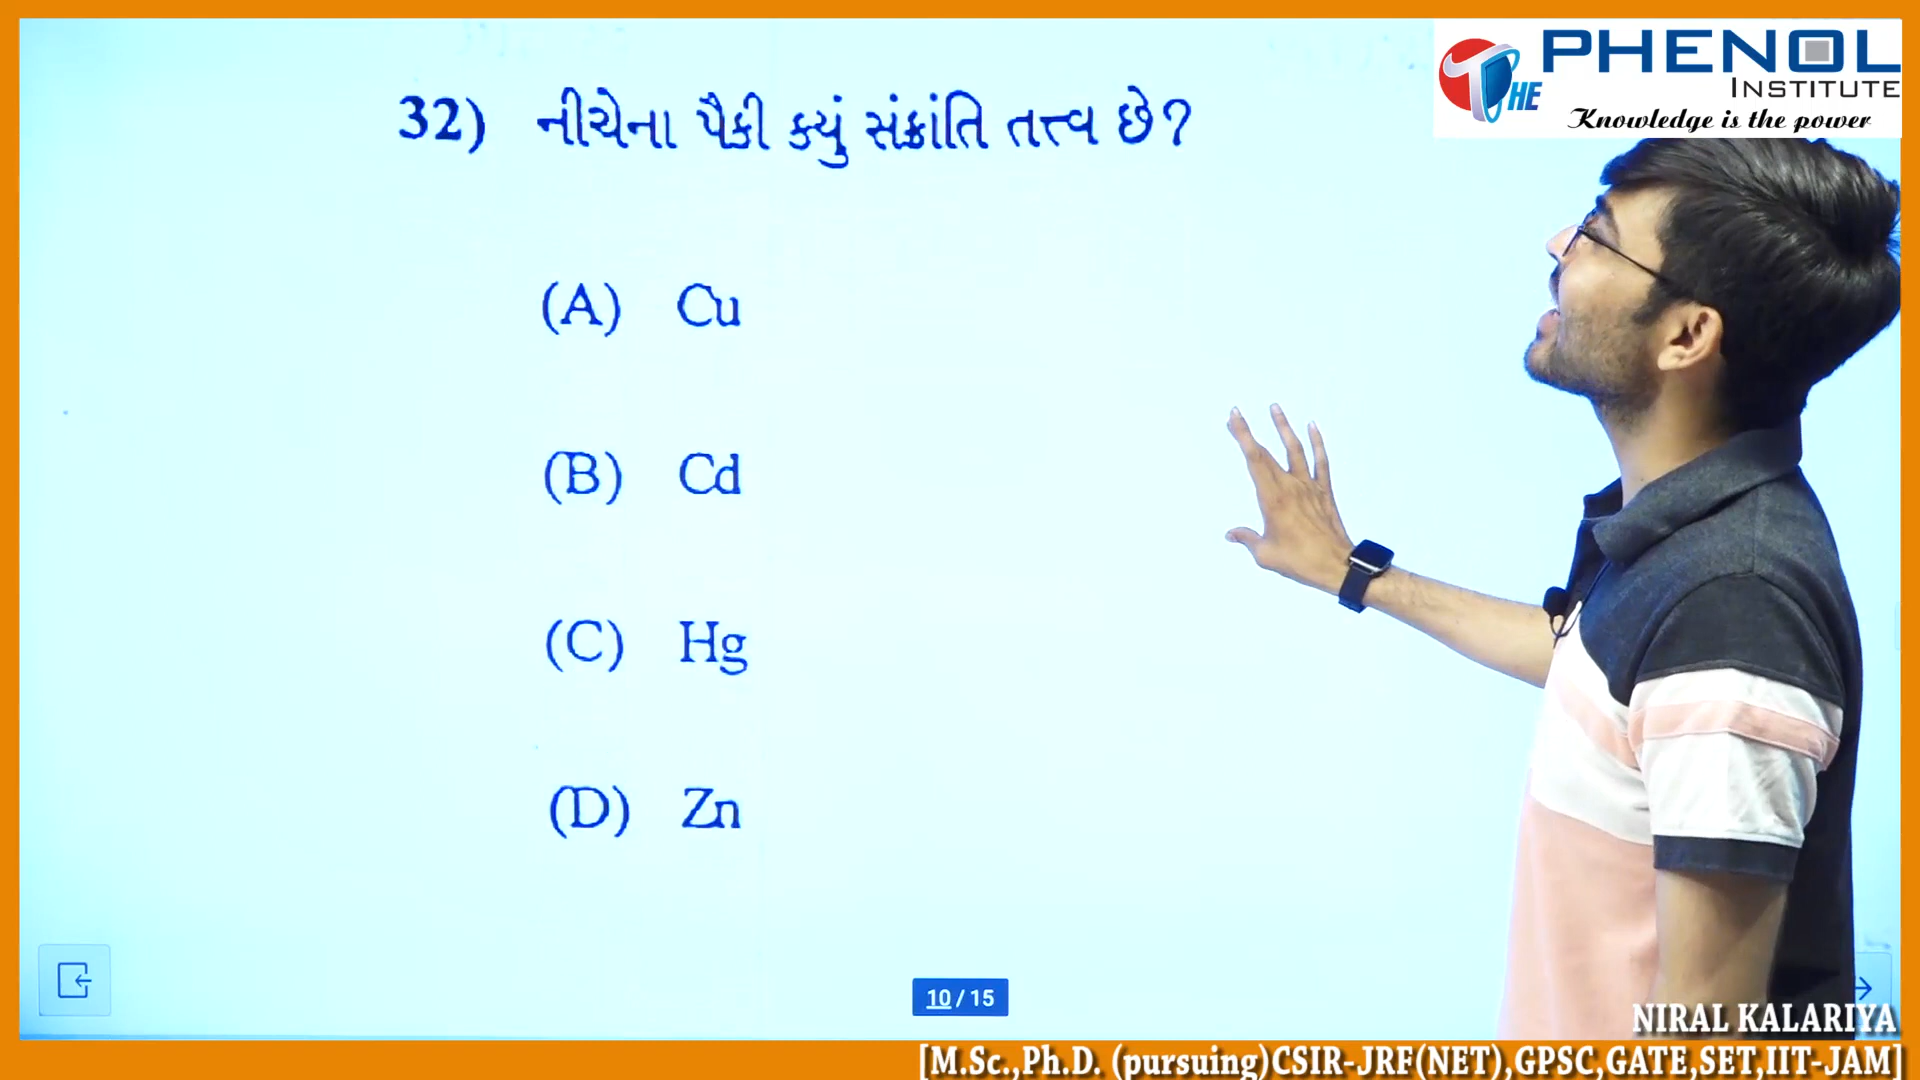 THE PHENOL
INSTITUTE
Knowledge is the power
32) નીચેના પૈકી કયું સંક્રાંતિ તત્ત્વ છે?
(A) Cu
(B) Cd
(C) Hg
(D) Zn
10 / 15
NIRAL KALARIYA
[M.Sc.,Ph.D. (pursuing)CSIR-JRF(NET),GPSC,GATE,SET,IIT-JAM]